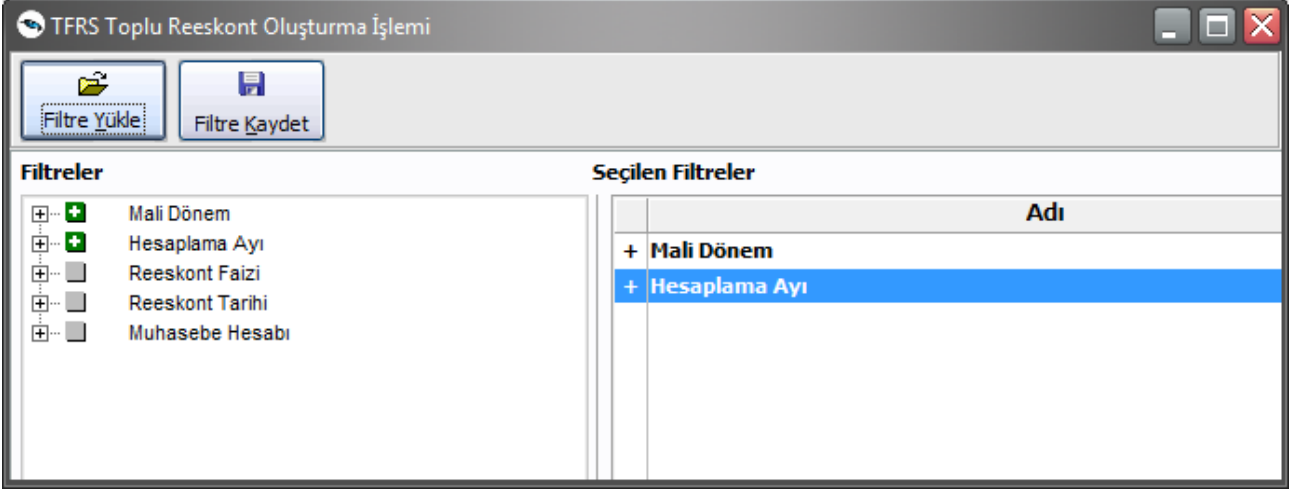 TFRS Toplu Reeskont Oluşturma İşlemi
Filtre Yükle
Filtre Kaydet
Filtreler
Seçilen Filtreler
Mali Dönem
Hesaplama Ayı
Reeskont Faizi
Reeskont Tarihi
Muhasebe Hesabı
Adı
+ Mali Dönem
+ Hesaplama Ayı